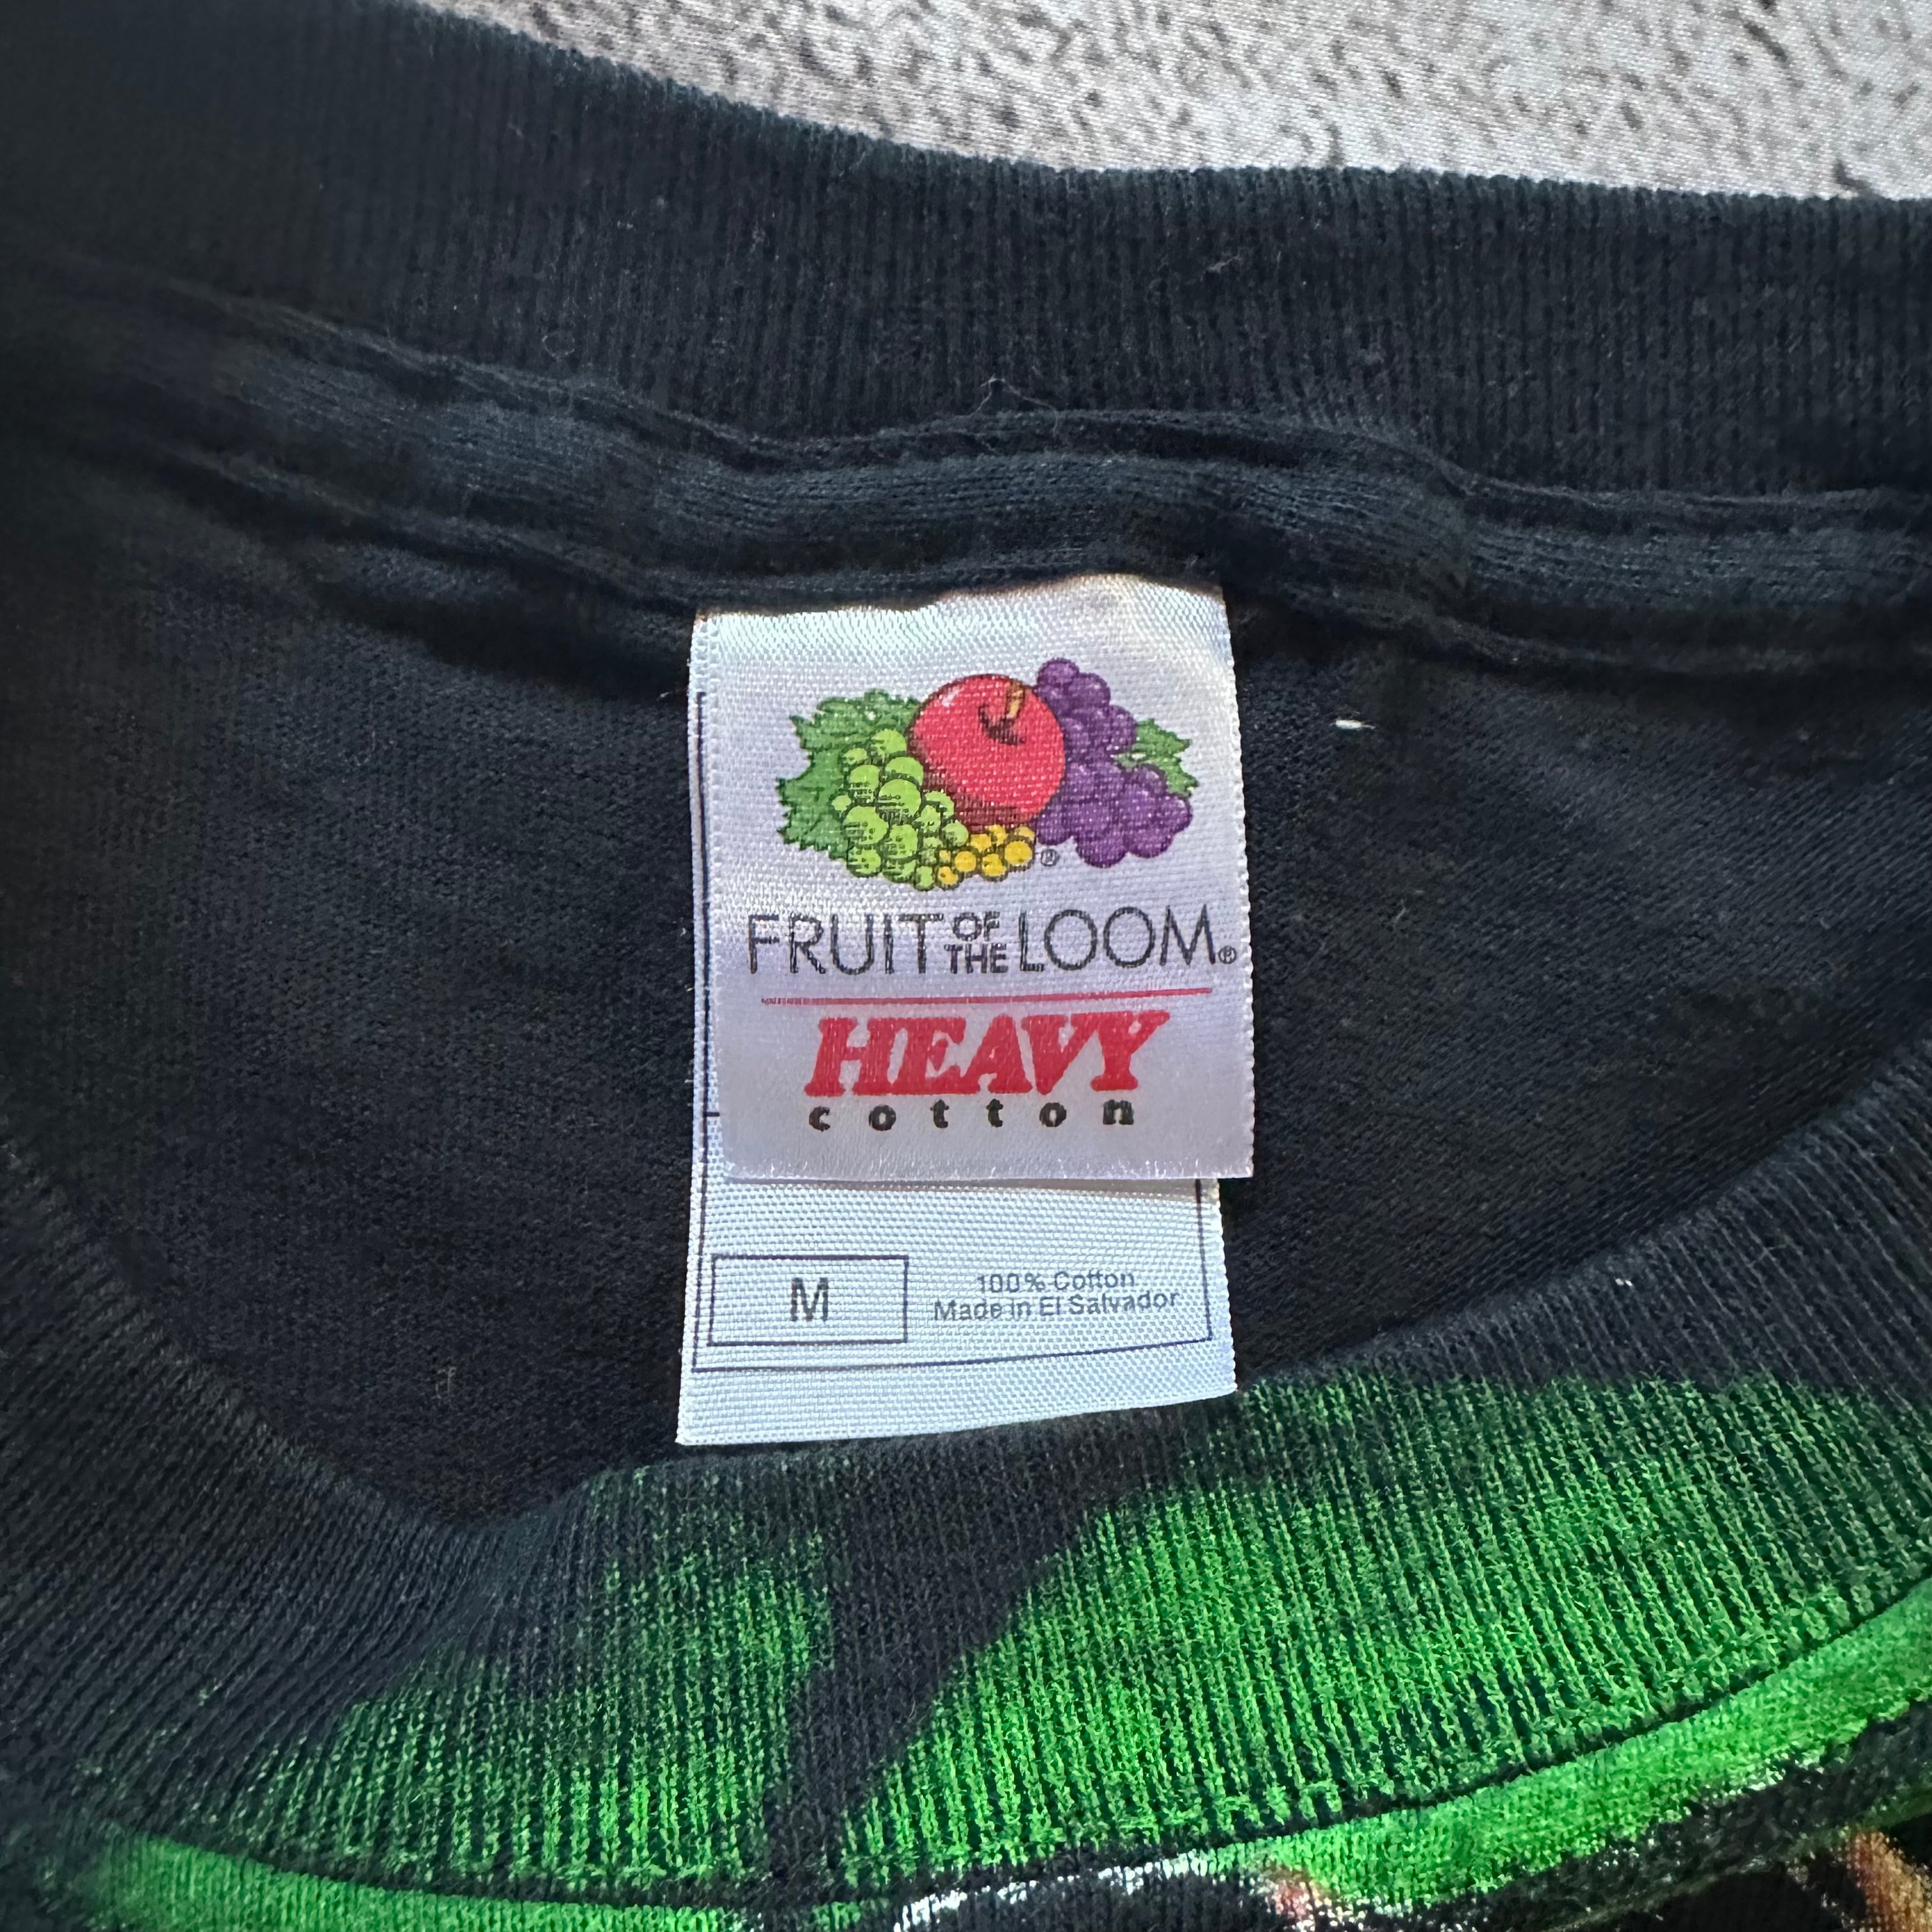 ®
FRUIT OF THE LOOM®
HEAVY
cotton
M
100% Cotton
Made in El Salvador